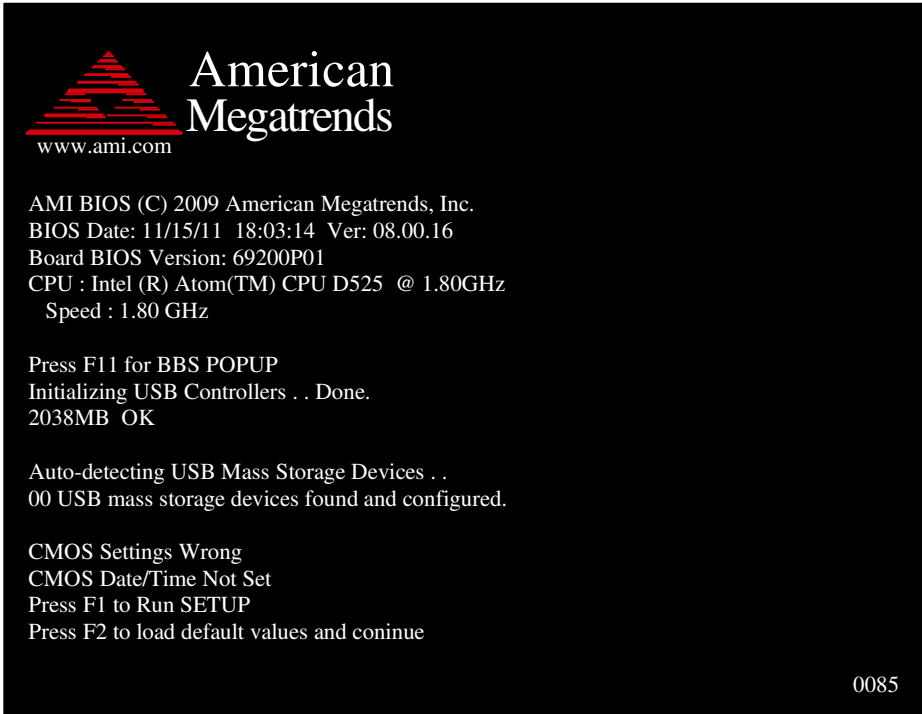 American
Megatrends
www.ami.com
AMI BIOS (C) 2009 American Megatrends, Inc.
BIOS Date: 11/15/11 18:03:14 Ver: 08.00.16
Board BIOS Version: 69200P01
CPU : Intel (R) Atom(TM) CPU D525 @ 1.80GHz
Speed : 1.80 GHz
Press F11 for BBS POPUP
Initializing USB Controllers . . Done.
2038MB OK
Auto-detecting USB Mass Storage Devices . .
00 USB mass storage devices found and configured.
CMOS Settings Wrong
CMOS Date/Time Not Set
Press F1 to Run SETUP
Press F2 to load default values and coninue
0085